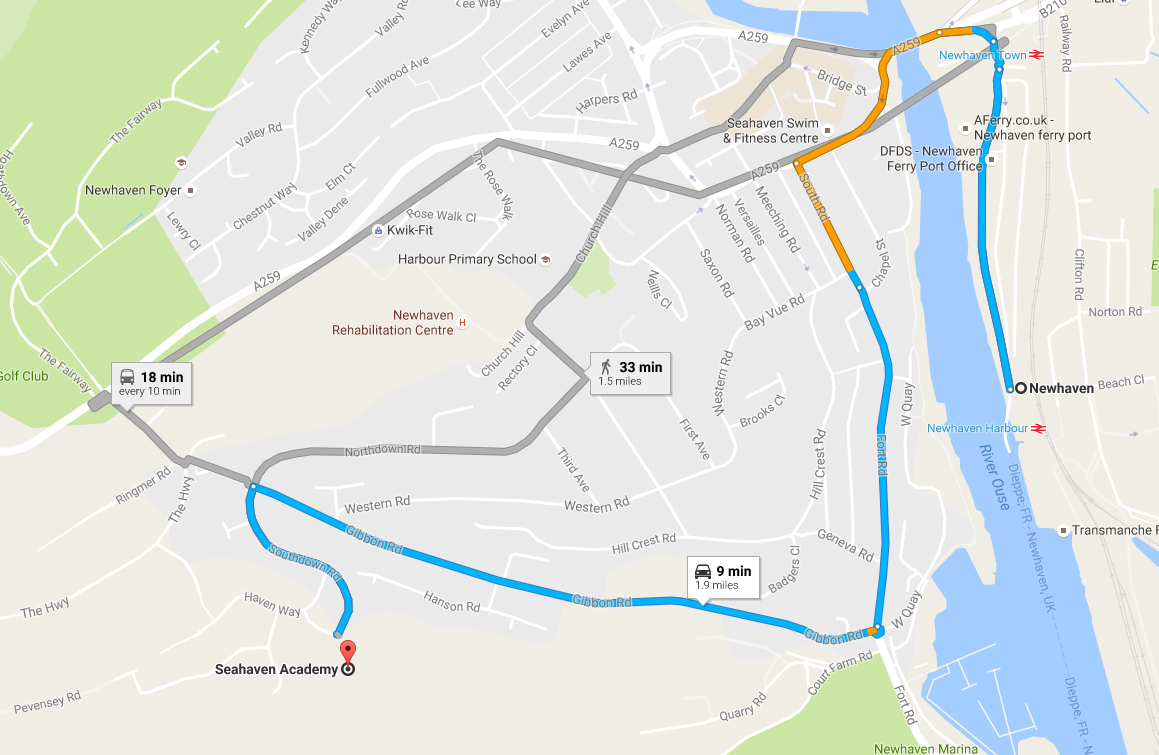 Kennedy Way
Valley Rd
Lee Way
Evelyn Ave
Lawes Ave
A259
B210
Railway Rd
Newhaven Town
Fullwood Ave
Harpers Rd
Bridge St
A259
The Fairway
Valley Rd
Seahaven Swim
& Fitness Centre
AFerry.co.uk -
Newhaven ferry port
DFDS - Newhaven
Ferry Port Office
A259
A259
South Rd
Newhaven Foyer
Elm Ct
Chestnut Way
Valley Dene
Lewry Cl
The Rose Walk
Rose Walk Cl
Kwik-Fit
Church Hill
Harbour Primary School
Meeching Rd
Versailles
Norman Rd
Saxon Rd
Chapel St
Neills Cl
Bay Vue Rd
Clifton Rd
Norton Rd
A259
Newhaven
Rehabilitation Centre
Church Hill
Rectory Cl
The Fairway
Golf Club
18 min
every 10 min
33 min
1.5 miles
Western Rd
Brooks Cl
W Quay
Newhaven
Beach Cl
Newhaven Harbour
River Ouse
First Ave
Third Ave
Hill Crest Rd
Fort Rd
Northdown Rd
Ringmer Rd
The Hwy
Western Rd
Western Rd
Gibbon Rd
Hill Crest Rd
Geneva Rd
Badgers Cl
Dieppe, FR - Newhaven, UK
Transmanche
Southdown Rd
9 min
1.9 miles
The Hwy
Haven Way
Hanson Rd
Gibbon Rd
Gibbon Rd
W Quay
Seahaven Academy
Court Farm Rd
Quarry Rd
Fort Rd
Pevensey Rd
Dieppe, FR - N
Newhaven Marina